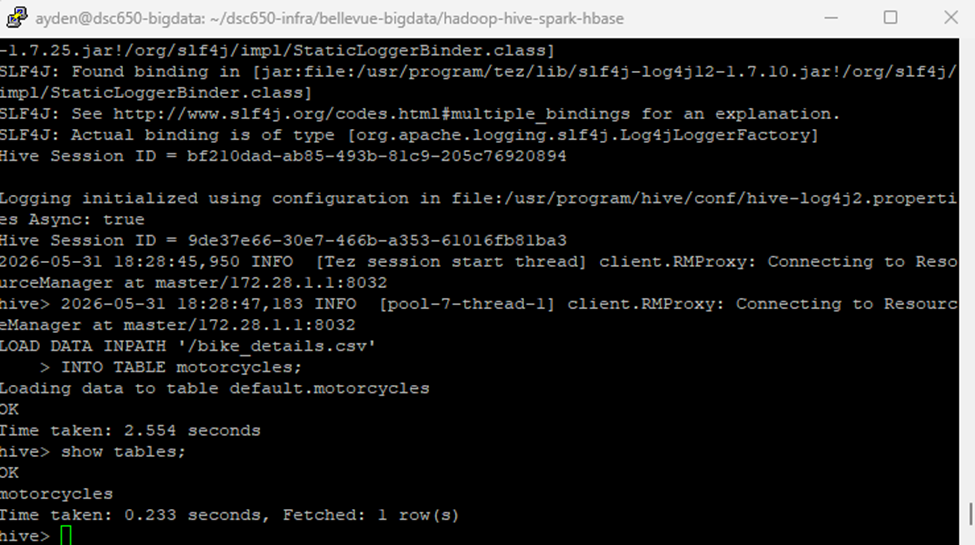 ayden@dsc650-bigdata: ~/dsc650-infra/bellevue-bigdata/hadoop-hive-spark-hbase
-1.7.25.jar!/org/slf4j/impl/StaticLoggerBinder.class]
SLF4J: Found binding in [jar:file:/usr/program/tez/lib/slf4j-log4j12-1.7.10.jar!/org/slf4j/
impl/StaticLoggerBinder.class]
SLF4J: See http://www.slf4j.org/codes.html#multiple_bindings for an explanation.
SLF4J: Actual binding is of type [org.apache.logging.slf4j.Log4jLoggerFactory]
Hive Session ID = bf210dad-ab85-493b-81c9-205c76920894
Logging initialized using configuration in file:/usr/program/hive/conf/hive-log4j2.properti
es Async: true
Hive Session ID = 9de37e66-30e7-466b-a353-61016fb81ba3
2026-05-31 18:28:45,950 INFO  [Tez session start thread] client.RMProxy: Connecting to Reso
urceManager at master/172.28.1.1:8032
hive> 2026-05-31 18:28:47,183 INFO  [pool-7-thread-1] client.RMProxy: Connecting to Resourc
eManager at master/172.28.1.1:8032
LOAD DATA INPATH '/bike_details.csv'
    > INTO TABLE motorcycles;
Loading data to table default.motorcycles
OK
Time taken: 2.554 seconds
hive> show tables;
OK
motorcycles
Time taken: 0.233 seconds, Fetched: 1 row(s)
hive>